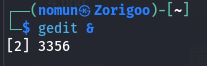 ┌──(nomun㉿Zorigoo)-[~]
└─$ gedit &
[2] 3356